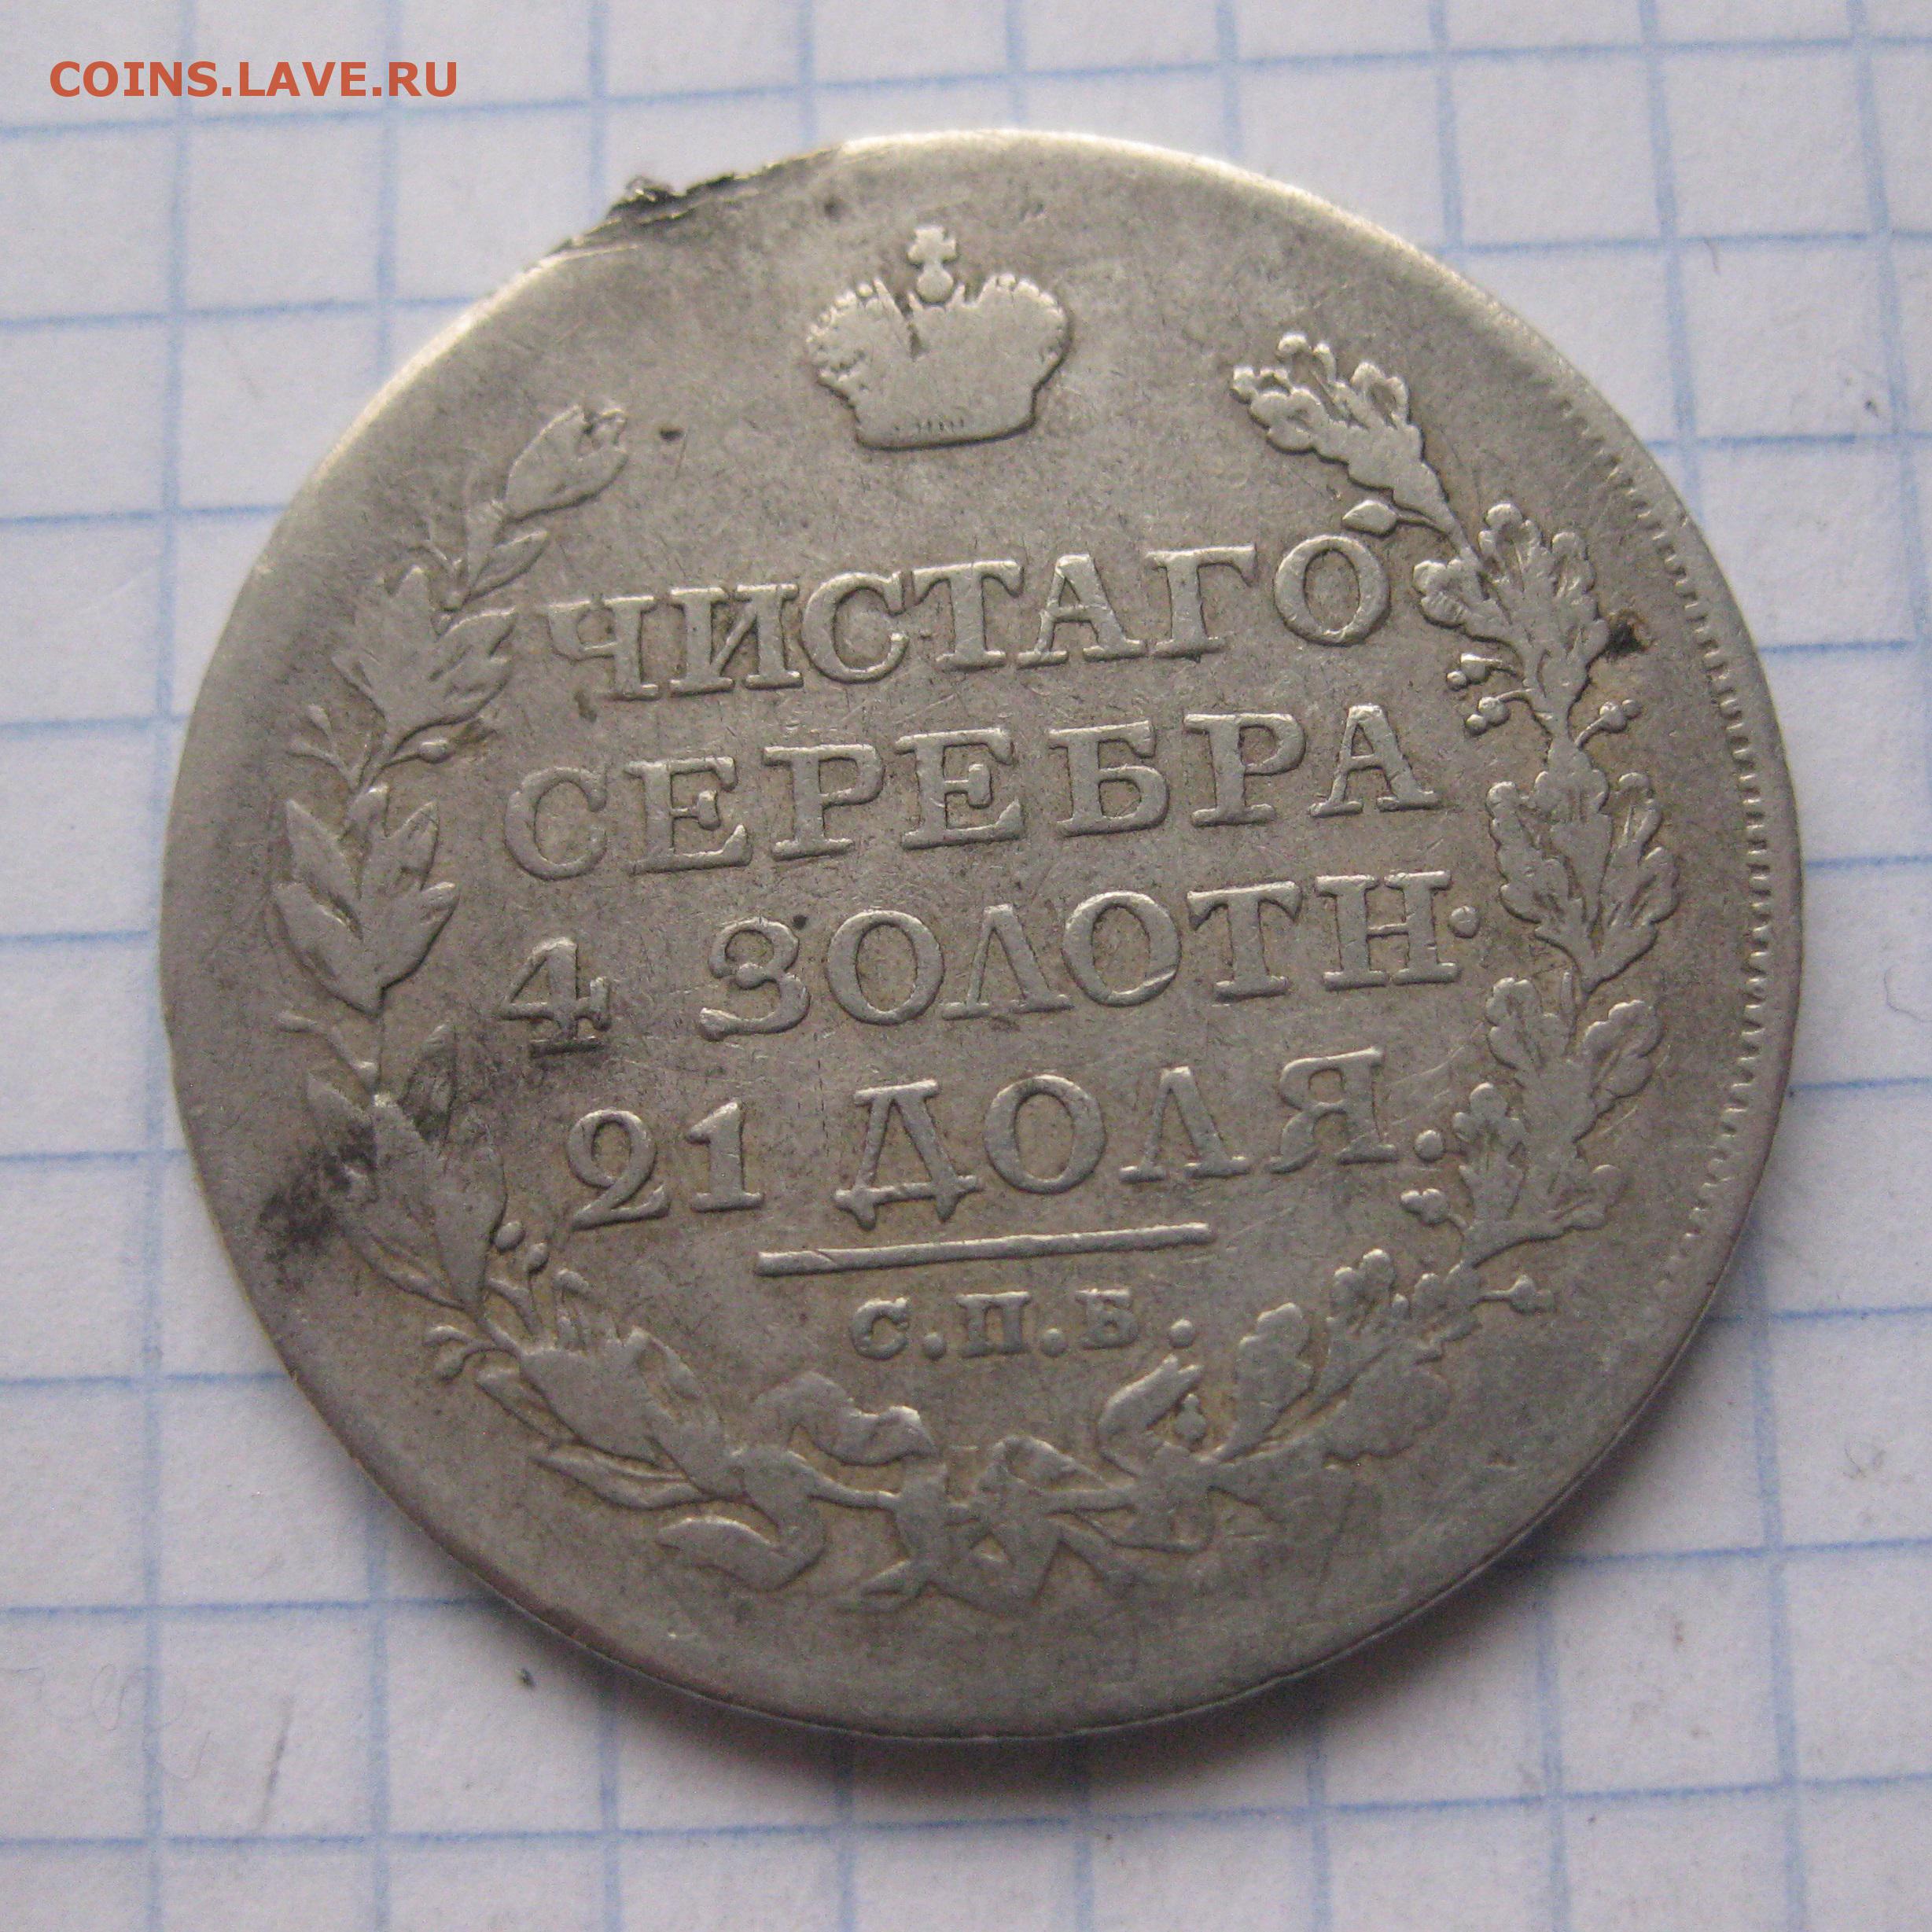 COINS.LAVE.RU
ЧИСТАГО
СЕРЕБРА
4 ЗОЛОТН·
21 ДОЛЯ.
С.П.Б.